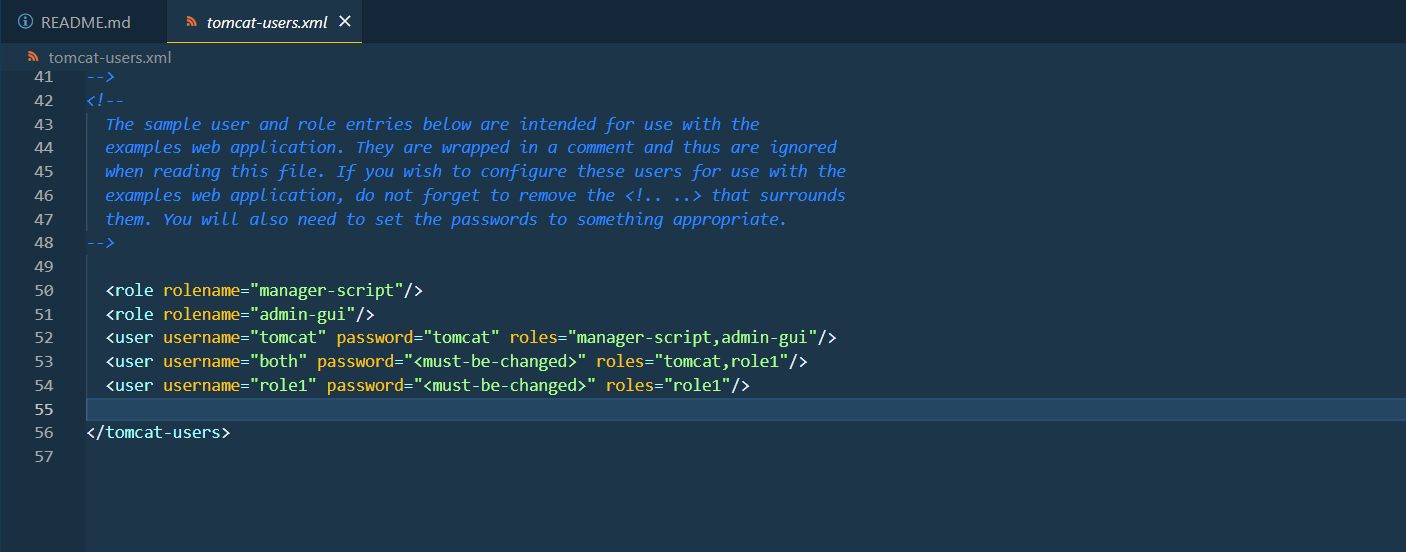 README.md
tomcat-users.xml
tomcat-users.xml
41 -->
42 <!--
43 The sample user and role entries below are intended for use with the
44 examples web application. They are wrapped in a comment and thus are ignored
45 when reading this file. If you wish to configure these users for use with the
46 examples web application, do not forget to remove the <!.. ..> that surrounds
47 them. You will also need to set the passwords to something appropriate.
48 -->
49
50 <role rolename="manager-script"/>
51 <role rolename="admin-gui"/>
52 <user username="tomcat" password="tomcat" roles="manager-script,admin-gui"/>
53 <user username="both" password="<must-be-changed>" roles="tomcat,role1"/>
54 <user username="role1" password="<must-be-changed>" roles="role1"/>
55
56 </tomcat-users>
57